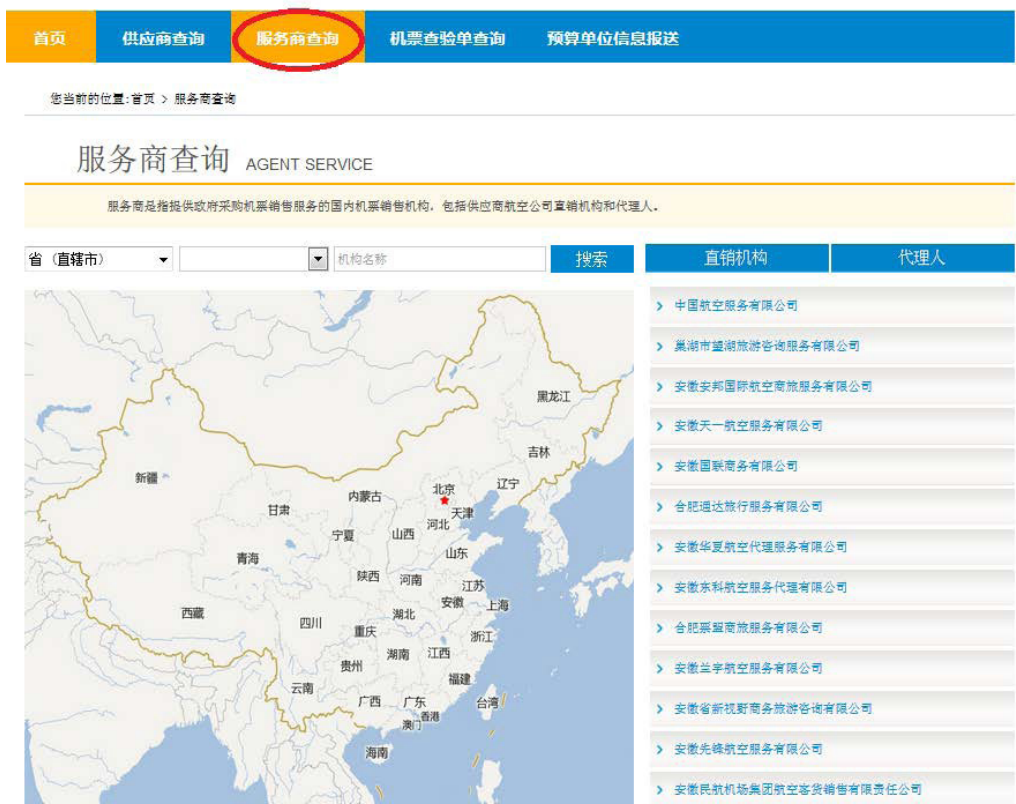 首页 供应商查询 服务商查询 机票查验单查询 预算单位信息报送
您当前的位置:首页 > 服务商查询
服务商查询 AGENT SERVICE
服务商是指提供政府采购机票销售服务的国内机票销售机构，包括供应商航空公司直销机构和代理人。
省（直辖市） 机构名称 搜索
直销机构 代理人
中国航空服务有限公司
巢湖市望湖旅游咨询服务有限公司
安徽安邦国际航空商旅服务有限公司
安徽天一航空服务有限公司
安徽国联商务有限公司
合肥通达旅行服务有限公司
安徽华夏航空代理服务有限公司
安徽东科航空服务代理有限公司
合肥票盟商旅服务有限公司
安徽兰宇航空服务有限公司
安徽省新视野商务旅游咨询有限公司
安徽先锋航空服务有限公司
安徽民航机场集团航空客货销售有限责任公司
黑龙江
吉林
辽宁
新疆
内蒙古
北京
天津
甘肃
河北
宁夏
山西
山东
青海
陕西
河南
江苏
安徽
上海
西藏
四川
湖北
重庆
浙江
湖南
江西
贵州
福建
云南
广西
广东
台湾
香港
澳门
海南